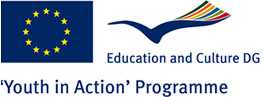 Education and Culture DG
'Youth in Action' Programme